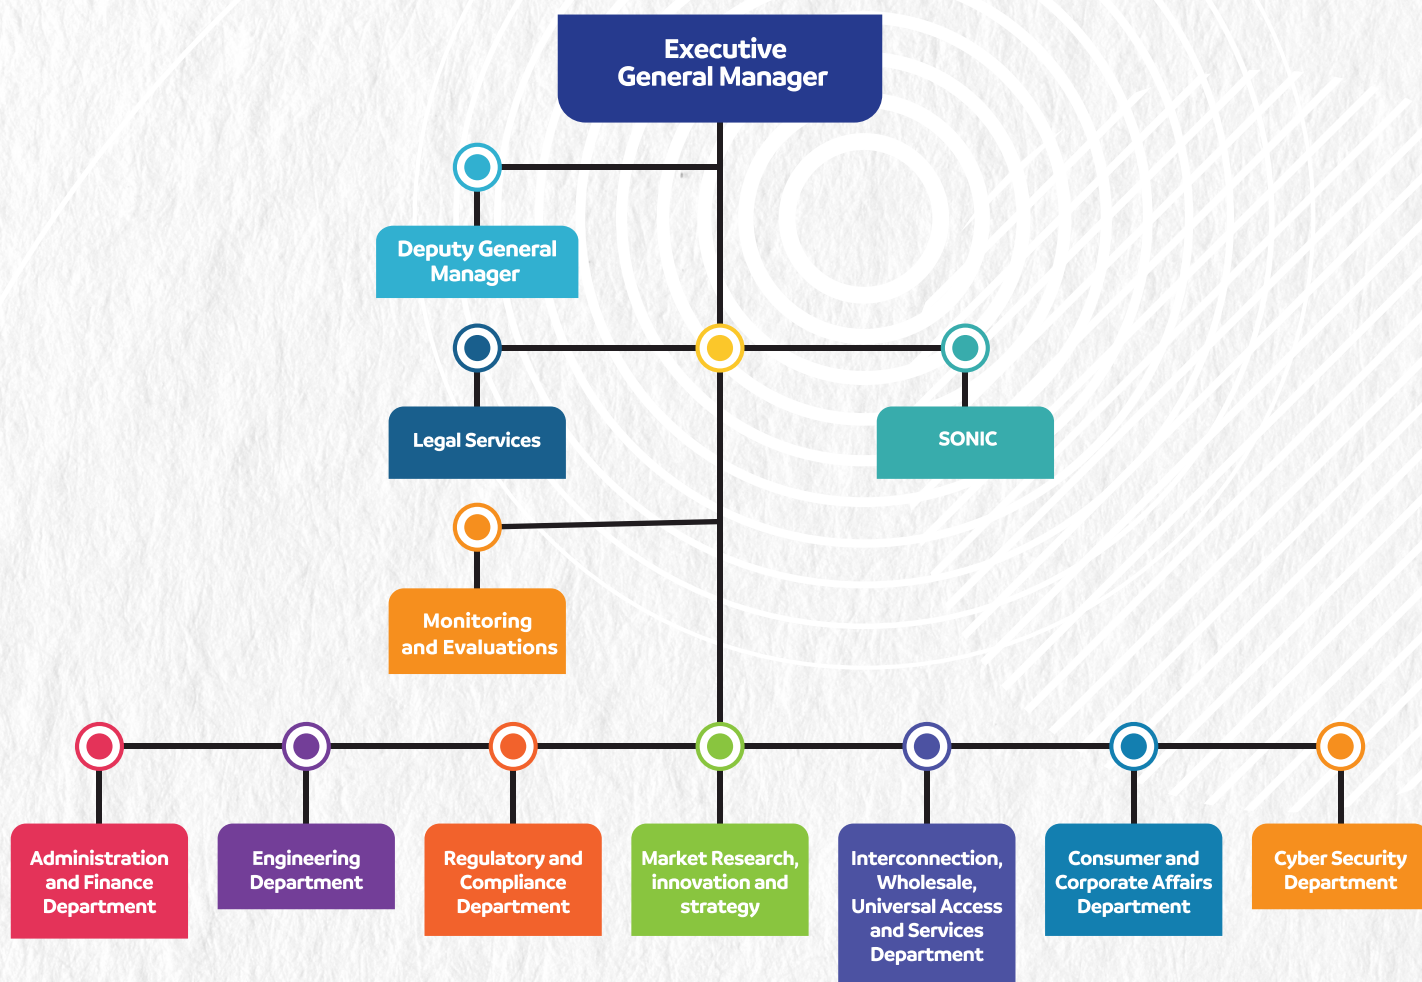 Executive
General Manager
Deputy General
Manager
Legal Services
SONIC
Monitoring
and Evaluations
Administration
and Finance
Department
Engineering
Department
Regulatory and
Compliance
Department
Market Research,
innovation and
strategy
Interconnection,
Wholesale,
Universal Access
and Services
Department
Consumer and
Corporate Affairs
Department
Cyber Security
Department